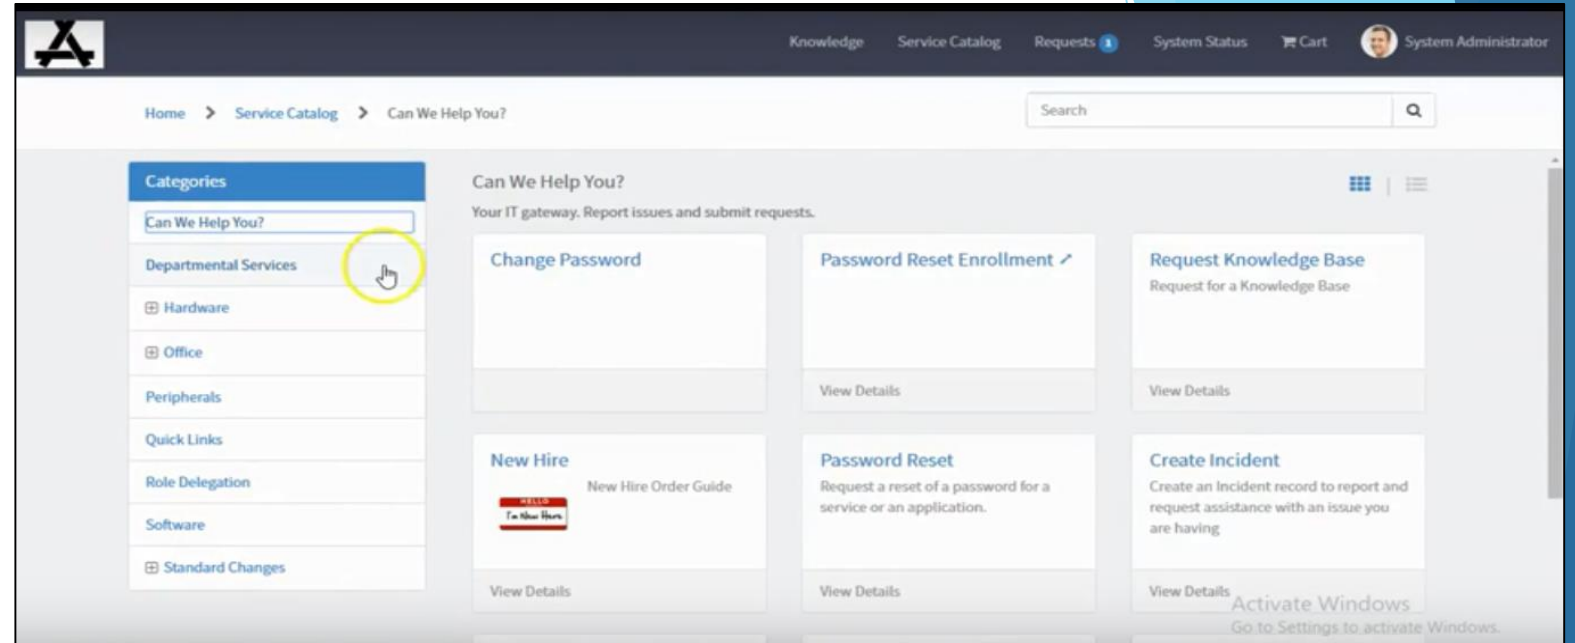 Knowledge Service Catalog Requests 1 System Status Cart System Administrator
Home > Service Catalog > Can We Help You?
Search
Categories
Can We Help You?
Departmental Services
Hardware
Office
Peripherals
Quick Links
Role Delegation
Software
Standard Changes
Can We Help You?
Your IT gateway. Report issues and submit requests.
Change Password
Password Reset Enrollment
View Details
Request Knowledge Base
Request for a Knowledge Base
View Details
New Hire
New Hire Order Guide
HELLO
I'm New Here
View Details
Password Reset
Request a reset of a password for a
service or an application.
View Details
Create Incident
Create an Incident record to report and
request assistance with an issue you
are having
View Details
Activate Windows
Go to Settings to activate Windows.